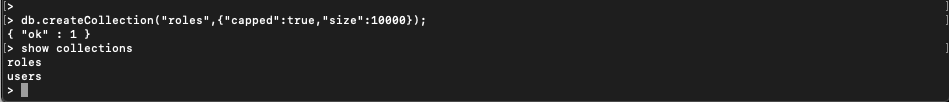 [>                                                                 ]
[> db.createCollection("roles",{"capped":true,"size":10000});      ]
{ "ok" : 1 }
[> show collections                                                ]
roles
users
>